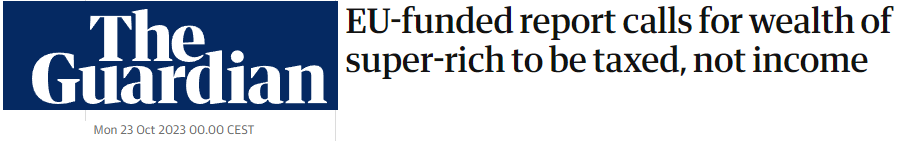 The
Guardian
EU-funded report calls for wealth of
super-rich to be taxed, not income
Mon 23 Oct 2023 00.00 CEST